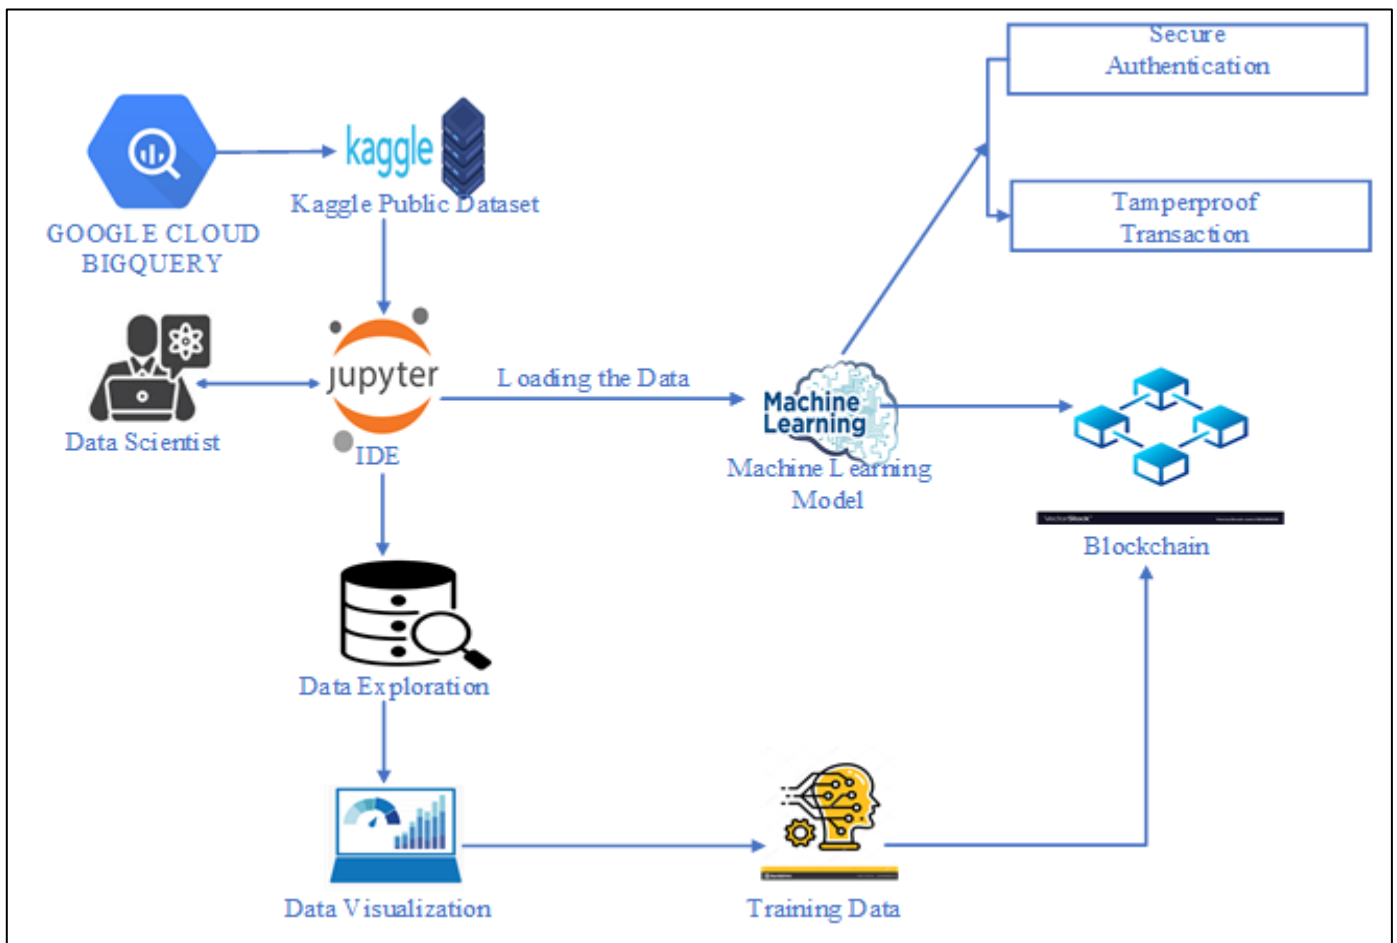 Secure
Authentication
kaggle
Kaggle Public Dataset
GOOGLE CLOUD
BIGQUERY
Tamperproof
Transaction
jupyter
IDE
Data Scientist
Loading the Data
Machine
Learning
Machine Learning
Model
VectorStock
Blockchain
Data Exploration
Data Visualization
Training Data